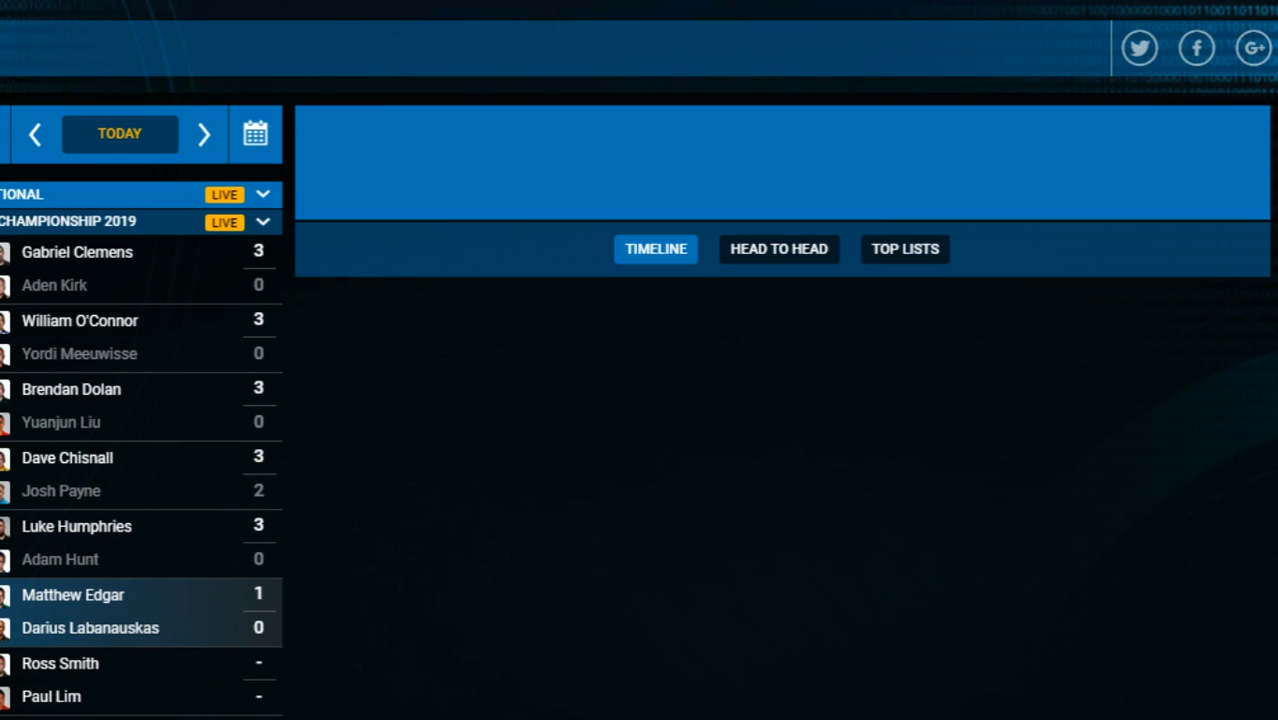 TODAY
TIONAL LIVE
CHAMPIONSHIP 2019 LIVE
TIMELINE HEAD TO HEAD TOP LISTS
Gabriel Clemens 3
Aden Kirk 0
William O'Connor 3
Yordi Meeuwisse 0
Brendan Dolan 3
Yuanjun Liu 0
Dave Chisnall 3
Josh Payne 2
Luke Humphries 3
Adam Hunt 0
Matthew Edgar 1
Darius Labanauskas 0
Ross Smith -
Paul Lim -